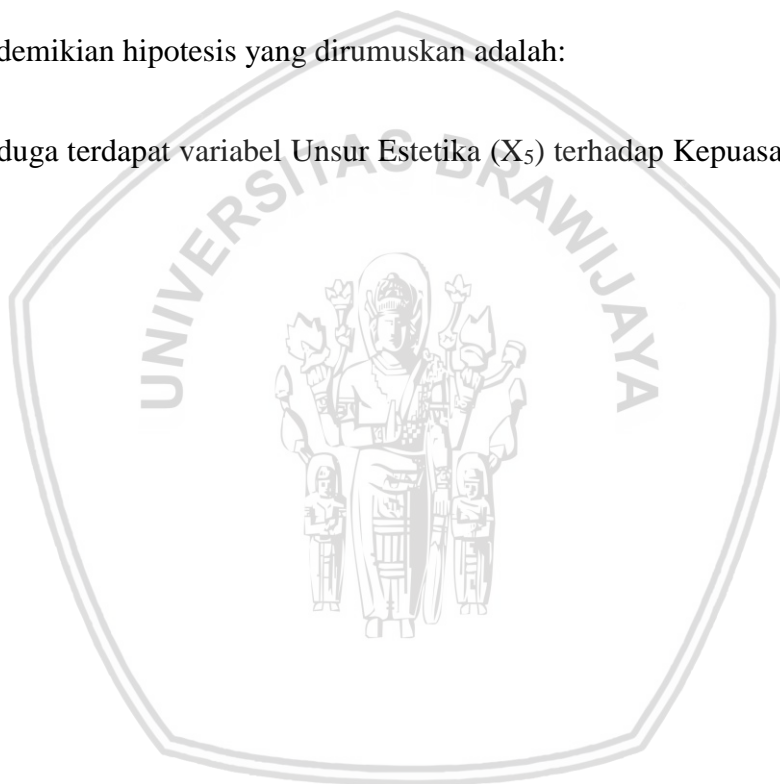 demikian hipotesis yang dirumuskan adalah:
duga terdapat variabel Unsur Estetika (X₅) terhadap Kepuasa
UNIVERSITAS BRAWIJAYA